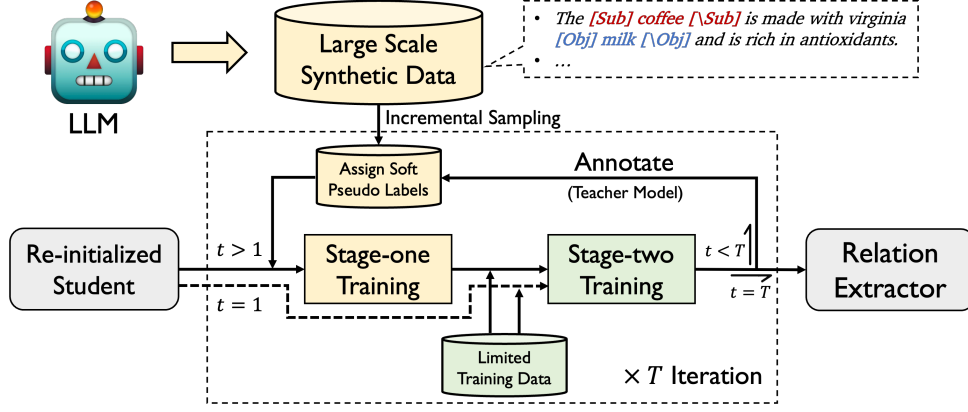 LLM
Large Scale
Synthetic Data
• The [Sub] coffee [\Sub] is made with virginia
[Obj] milk [\Obj] and is rich in antioxidants.
• …
Incremental Sampling
Assign Soft
Pseudo Labels
Annotate
(Teacher Model)
Re-initialized
Student
t > 1
t = 1
Stage-one
Training
Stage-two
Training
t < T
t = T
Relation
Extractor
Limited
Training Data
× T Iteration